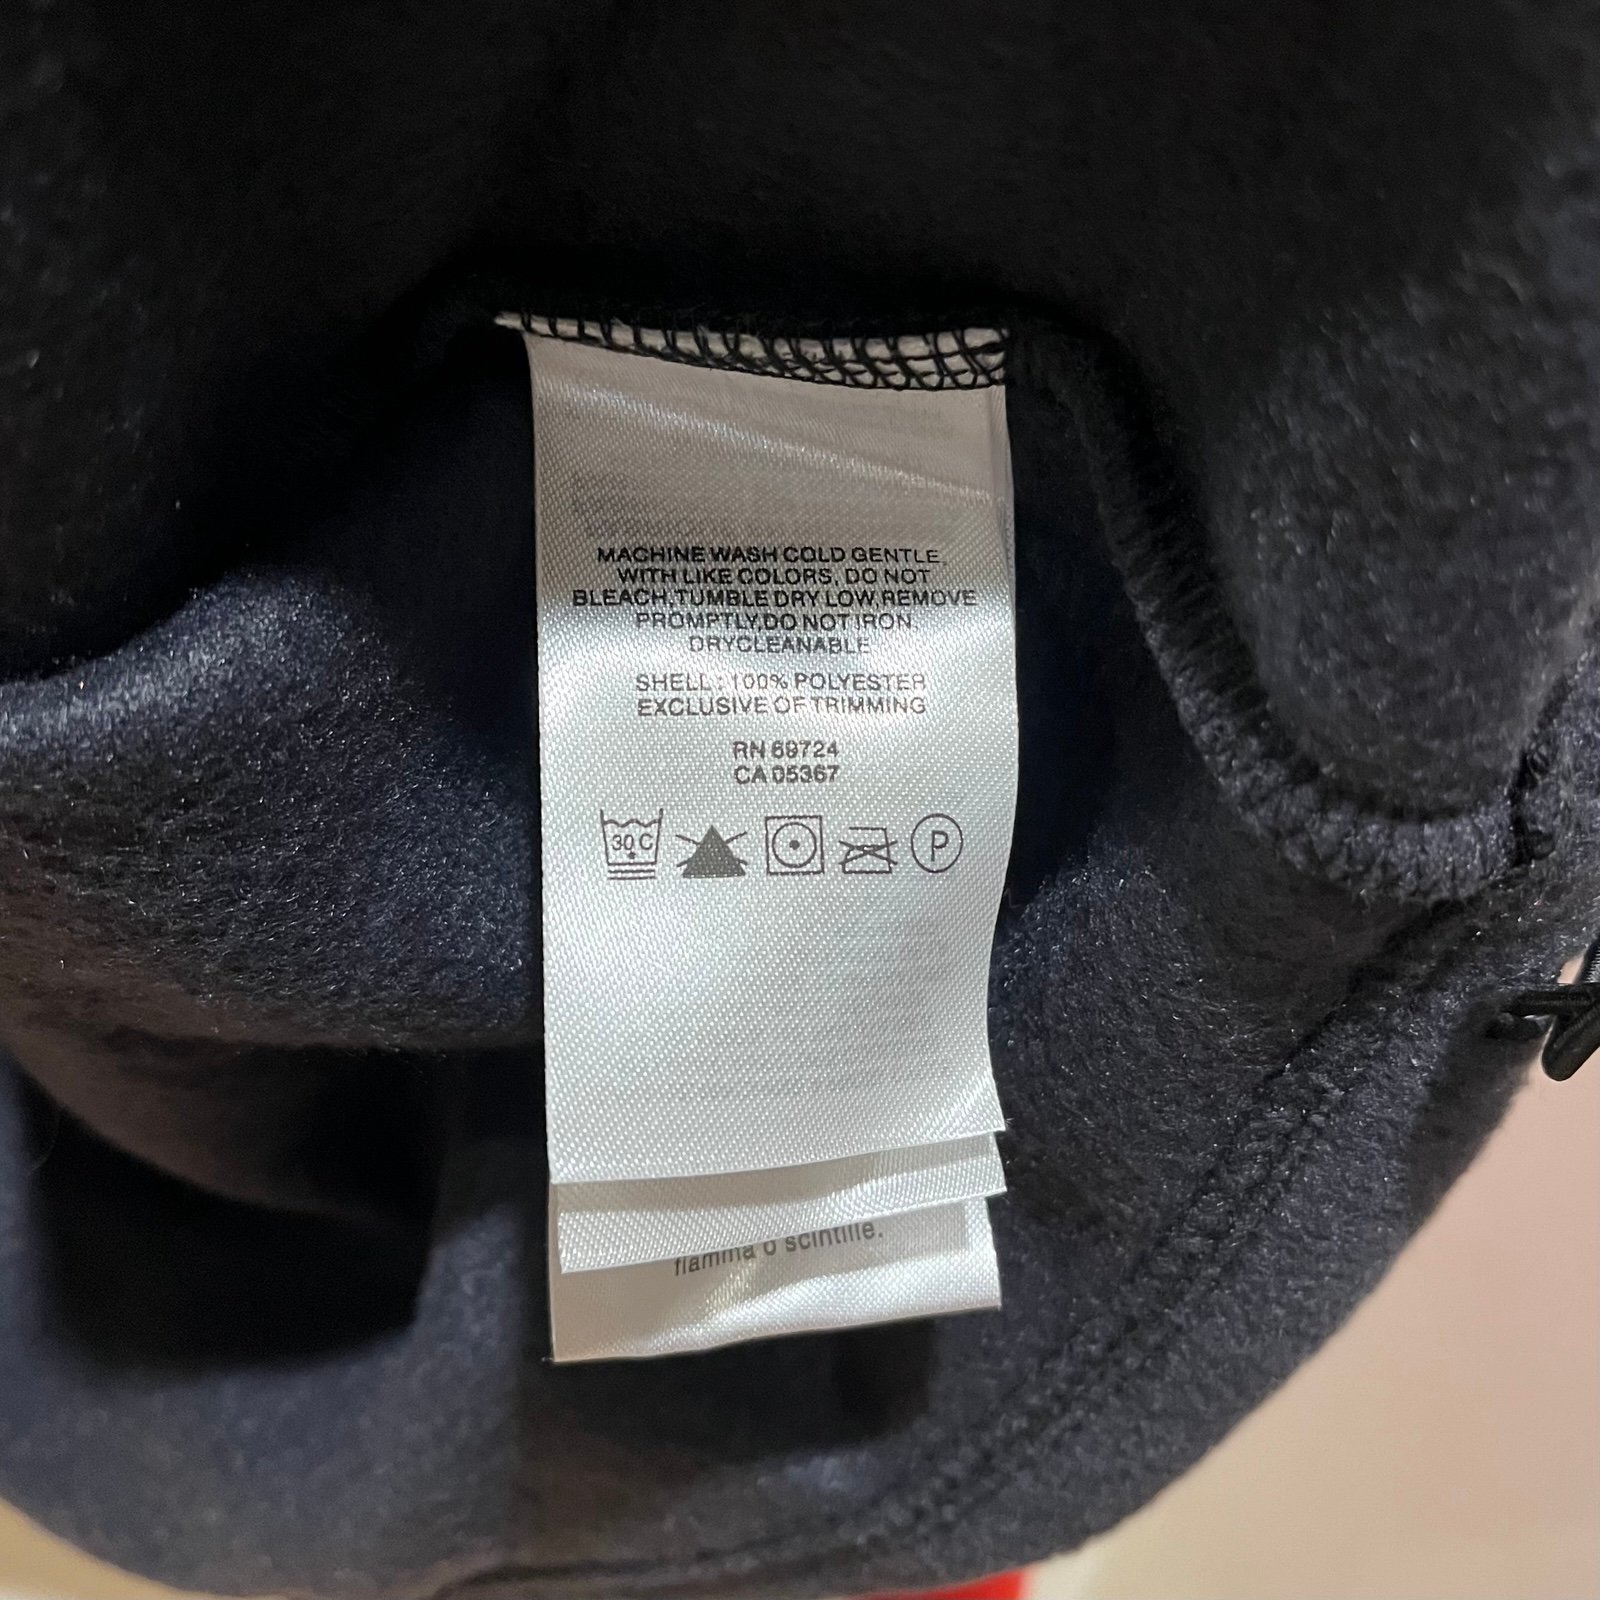 MACHINE WASH COLD GENTLE,
WITH LIKE COLORS, DO NOT
BLEACH,TUMBLE DRY LOW,REMOVE
PROMPTLY,DO NOT IRON,
DRYCLEANABLE
SHELL : 100% POLYESTER
EXCLUSIVE OF TRIMMING
RN 69724
CA 05367
30 C
P
fiamma o scintille.